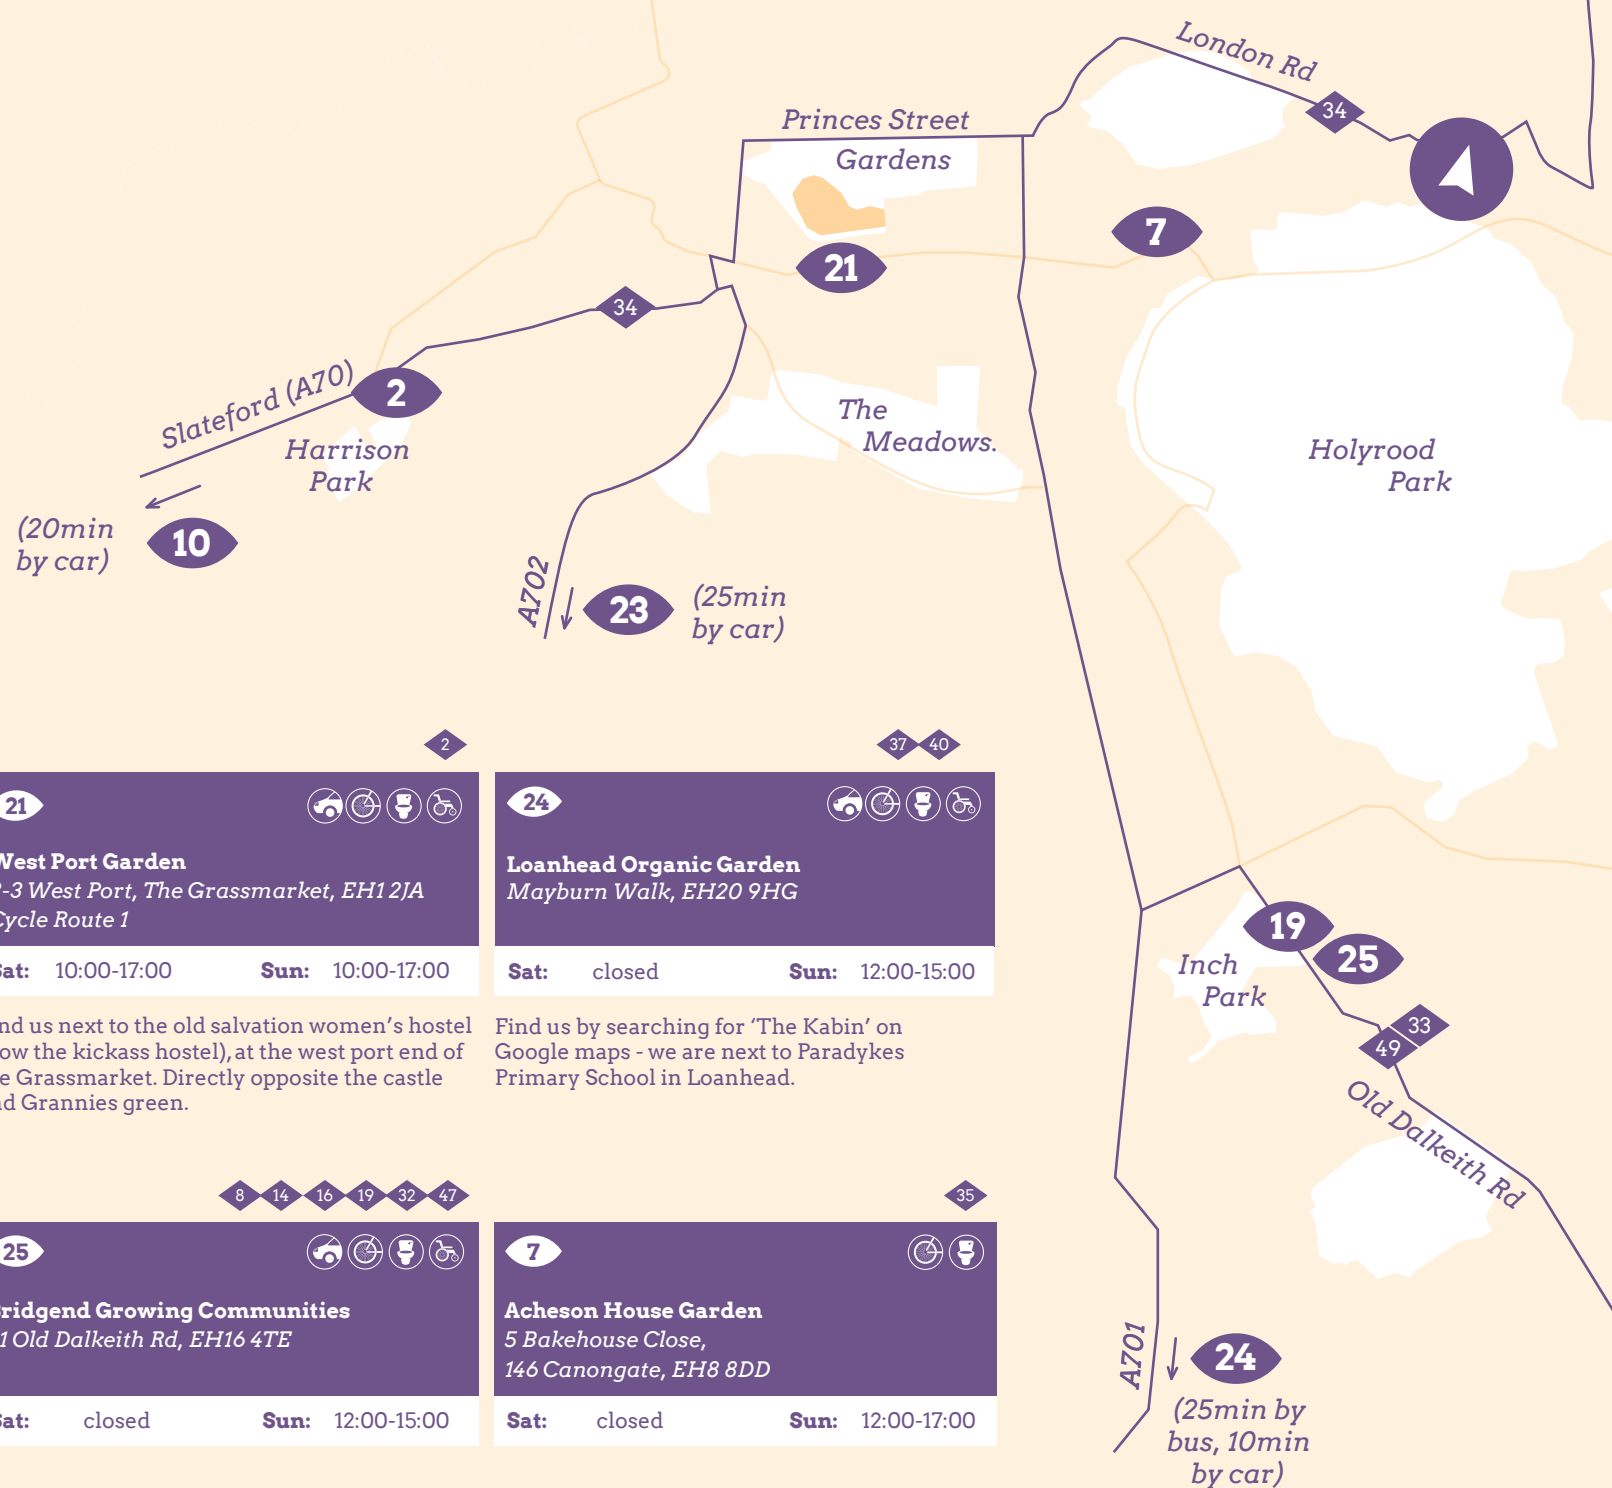 London Rd
34
Princes Street
Gardens
7
21
34
Slateford (A70)
2
Harrison
Park
The
Meadows.
Holyrood
Park
(20min
by car)
10
A702
23
(25min
by car)
19
25
Inch
Park
33
49
Old Dalkeith Rd
A701
24
(25min by
bus, 10min
by car)
2
21
West Port Garden
-3 West Port, The Grassmarket, EH1 2JA
Cycle Route 1
Sat: 10:00-17:00 Sun: 10:00-17:00
nd us next to the old salvation women's hostel
ow the kickass hostel), at the west port end of
e Grassmarket. Directly opposite the castle
nd Grannies green.
37 40
24
Loanhead Organic Garden
Mayburn Walk, EH20 9HG
Sat: closed Sun: 12:00-15:00
Find us by searching for ‘The Kabin’ on
Google maps - we are next to Paradykes
Primary School in Loanhead.
8 14 16 19 32 47
25
ridgend Growing Communities
1 Old Dalkeith Rd, EH16 4TE
Sat: closed Sun: 12:00-15:00
35
7
Acheson House Garden
5 Bakehouse Close,
146 Canongate, EH8 8DD
Sat: closed Sun: 12:00-17:00